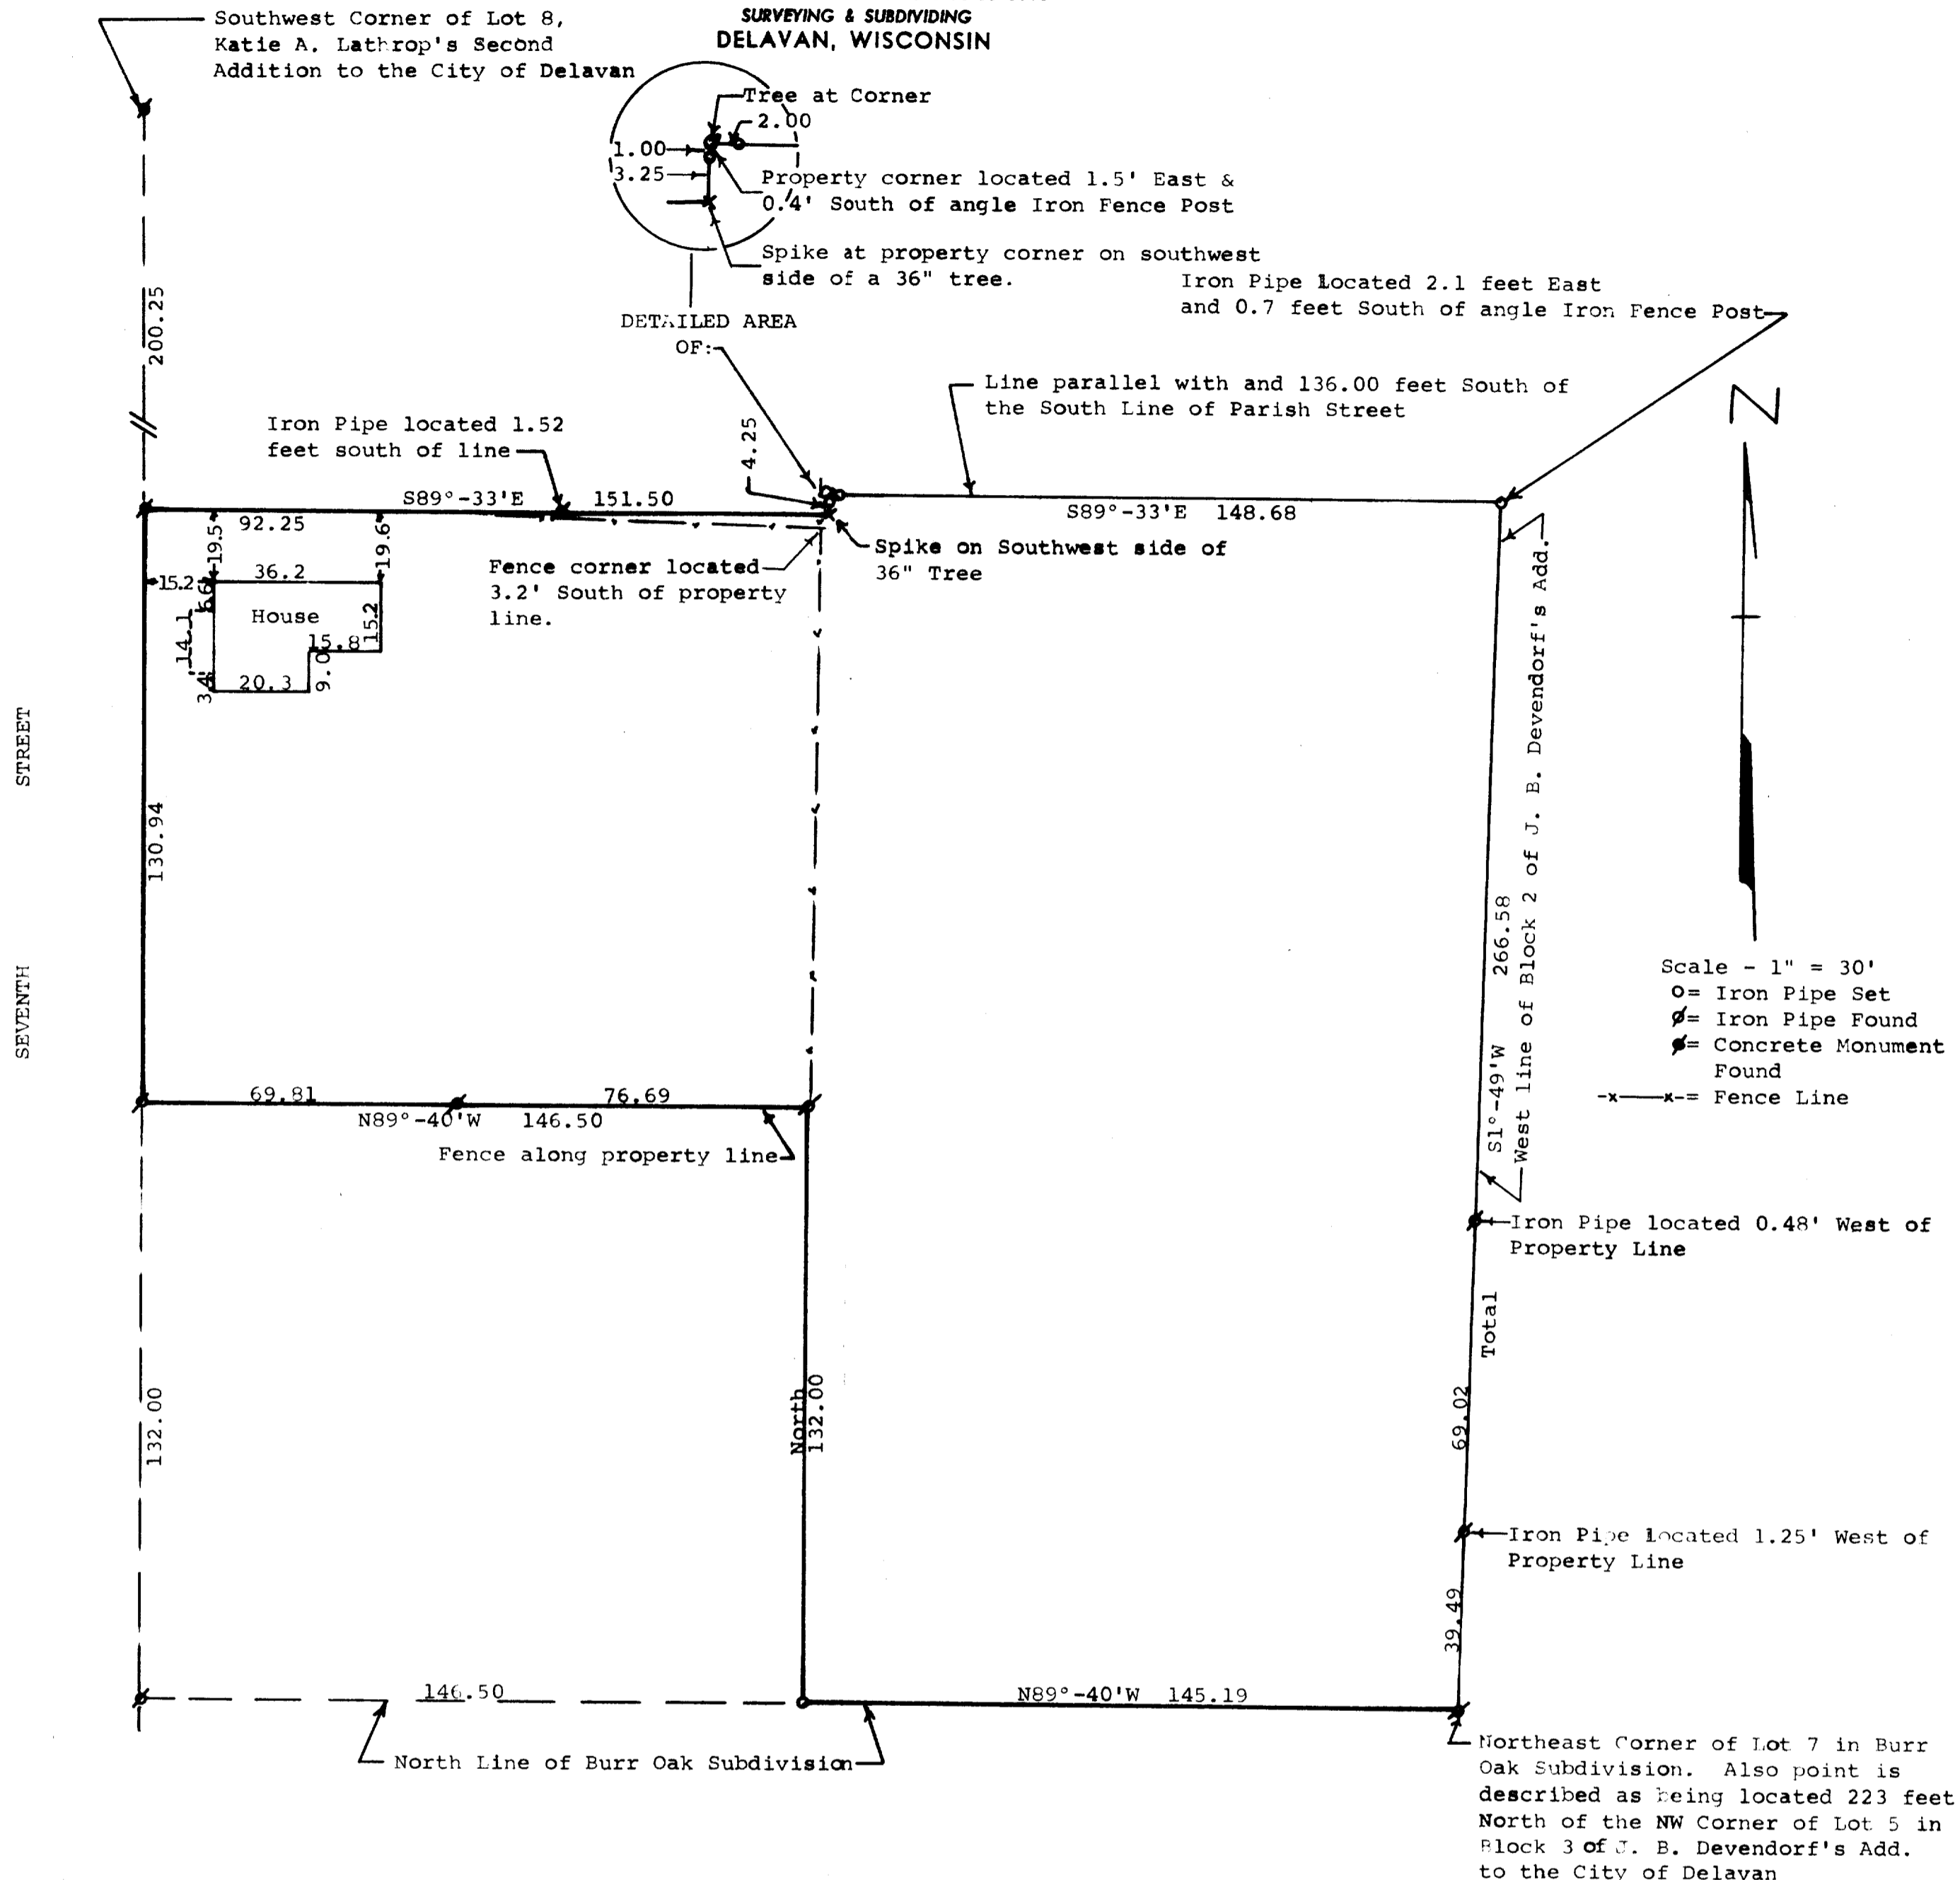 SURVEYING & SUBDIVIDING
DELAVAN, WISCONSIN
Southwest Corner of Lot 8,
Katie A. Lathrop's Second
Addition to the City of Delavan
Tree at Corner
2.00
1.00
3.25
Property corner located 1.5' East &
0.4' South of angle Iron Fence Post
Spike at property corner on southwest
side of a 36" tree.
DETAILED AREA
OF:
Iron Pipe Located 2.1 feet East
and 0.7 feet South of angle Iron Fence Post
200.25
Line parallel with and 136.00 feet South of
the South Line of Parish Street
Iron Pipe located 1.52
feet south of line
4.25
N
S89°-33'E 151.50
92.25
S89°-33'E 148.68
19.5
19.6
15.2
36.2
6.6
House
14.1
15.2
15.8
9.0
3.4
20.3
Fence corner located
3.2' South of property
line.
Spike on Southwest side of
36" Tree
SEVENTH STREET
130.94
S1°-49'W 266.58
West line of Block 2 of J. B. Devendorf's Add.
Scale - 1" = 30'
= Iron Pipe Set
= Iron Pipe Found
= Concrete Monument
Found
-x——x-= Fence Line
69.81
76.69
N89°-40'W 146.50
Fence along property line
Iron Pipe located 0.48' West of
Property Line
Total
69.02
132.00
North
132.00
Iron Pipe located 1.25' West of
Property Line
39.49
146.50
N89°-40'W 145.19
North Line of Burr Oak Subdivision
Northeast Corner of Lot 7 in Burr
Oak Subdivision. Also point is
described as being located 223 feet
North of the NW Corner of Lot 5 in
Block 3 of J. B. Devendorf's Add.
to the City of Delavan